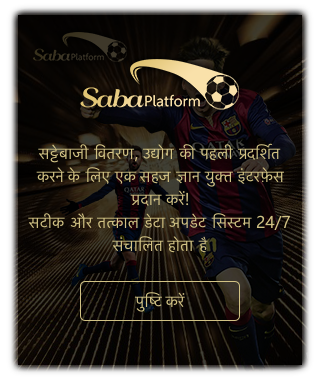 Saba Platform
Saba Platform
सट्टेबाजी वितरण, उद्योग की पहली प्रदर्शित
करने के लिए एक सहज ज्ञान युक्त इंटरफ़ेस
प्रदान करें!
सटीक और तत्काल डेटा अपडेट सिस्टम 24/7
संचालित होता है
पुष्टि करें